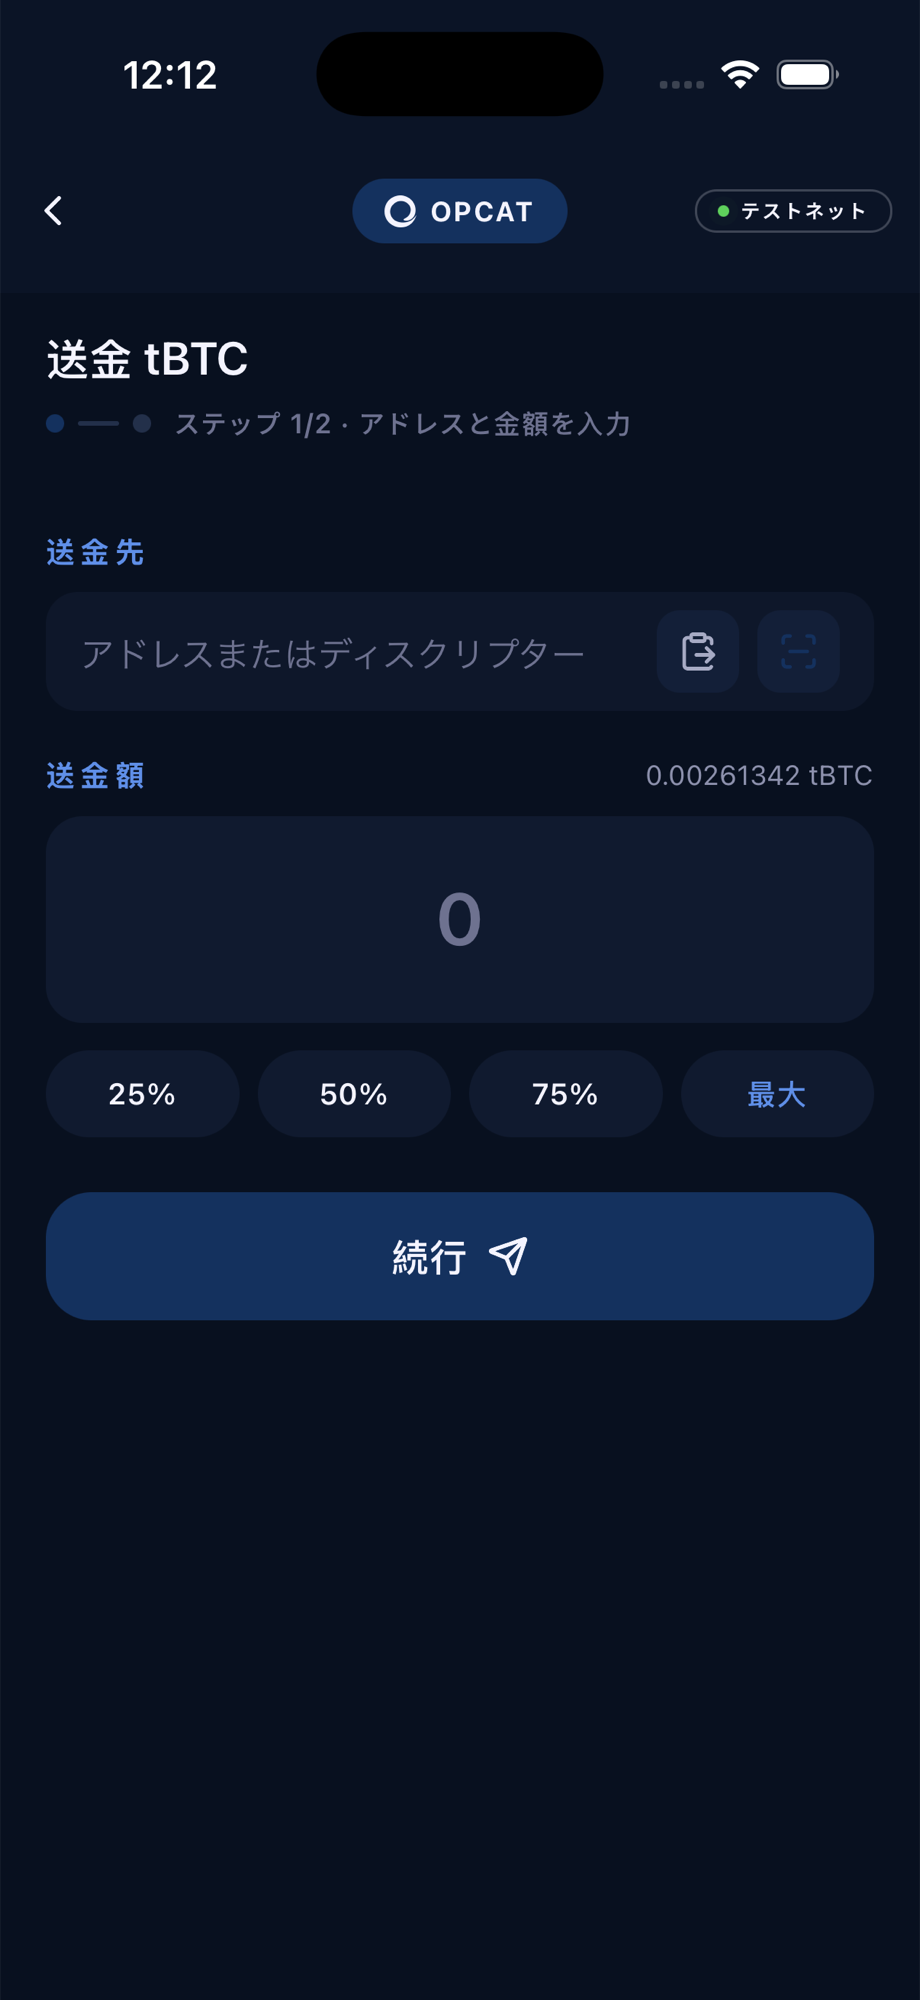 12:12
OPCAT
テストネット
送金 tBTC
ステップ 1/2 · アドレスと金額を入力
送金先
アドレスまたはディスクリプター
送金額
0.00261342 tBTC
0
25%
50%
75%
最大
続行